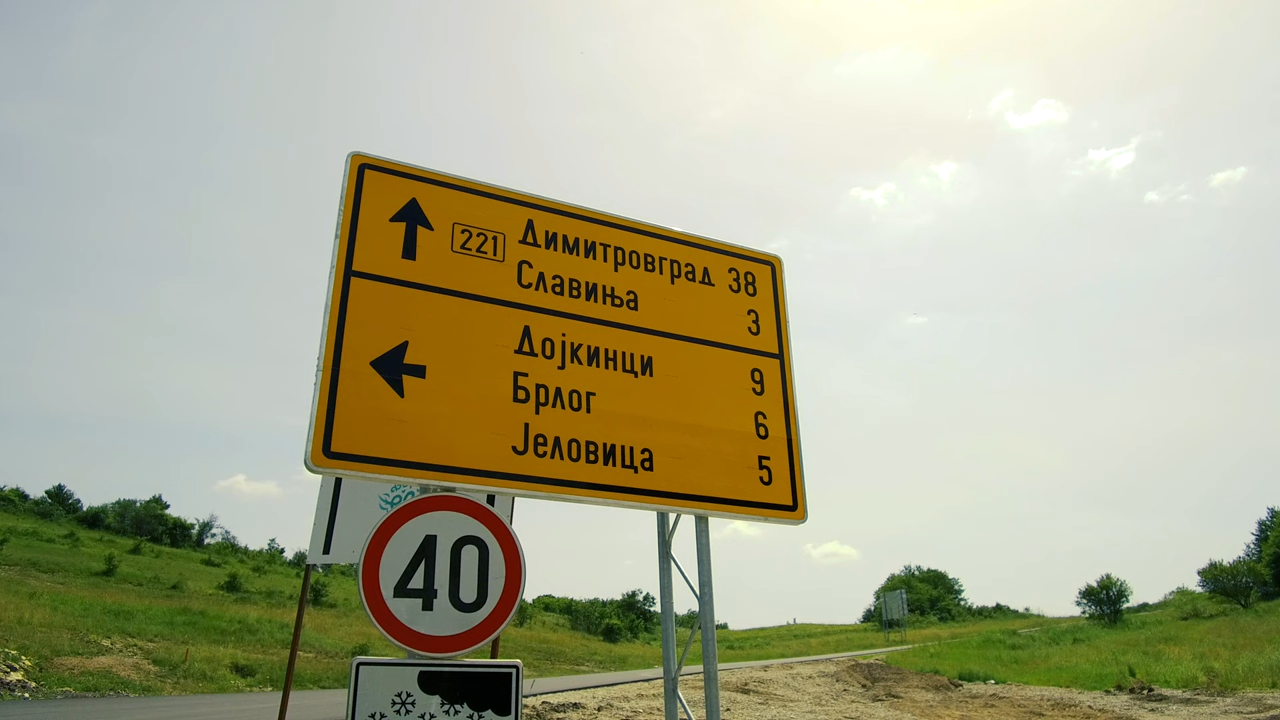 221 Димитровград 38
Славиња 3
Дојкинци 9
Брлог 6
Јеловица 5
40